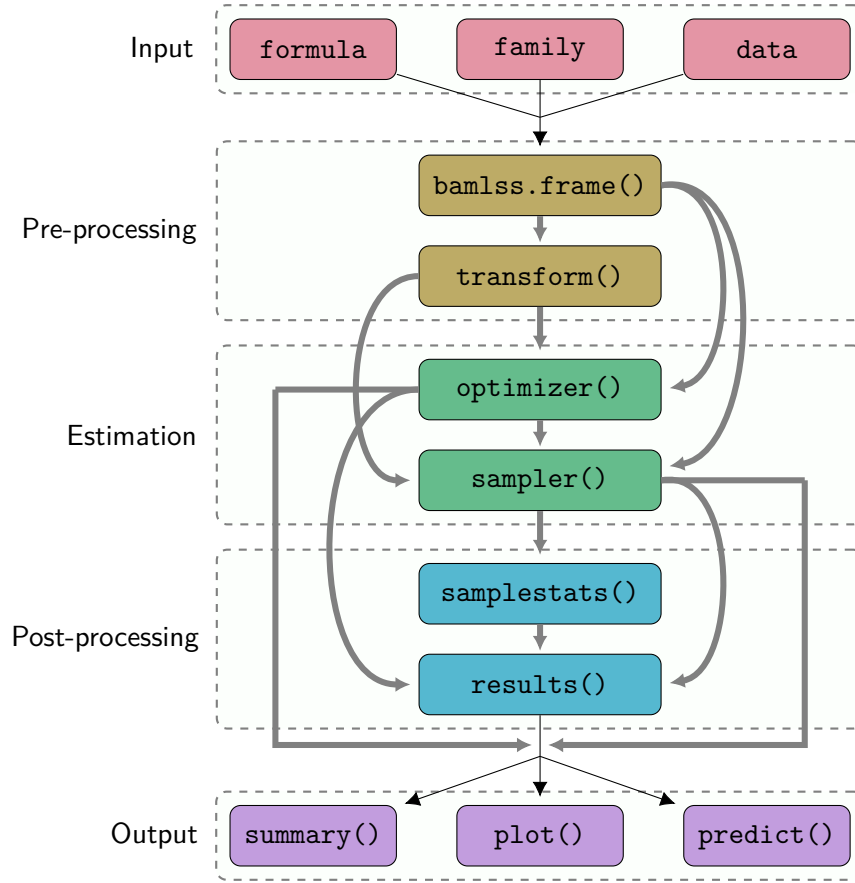 Input
formula
family
data
Pre-processing
bamlss.frame()
transform()
Estimation
optimizer()
sampler()
Post-processing
samplestats()
results()
Output
summary()
plot()
predict()